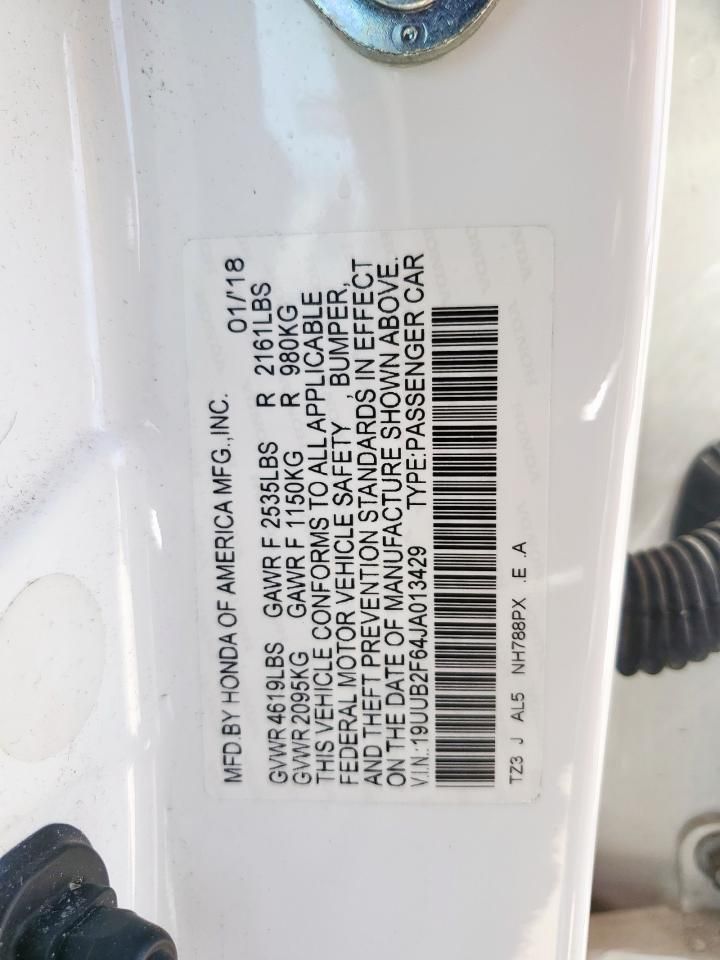 MFD.BY HONDA OF AMERICA MFG.,INC. 01/'18
GVWR 4619LBS GAWR F 2535LBS R 2161LBS
GVWR 2095KG GAWR F 1150KG R 980KG
THIS VEHICLE CONFORMS TO ALL APPLICABLE
FEDERAL MOTOR VEHICLE SAFETY, BUMPER,
AND THEFT PREVENTION STANDARDS IN EFFECT
ON THE DATE OF MANUFACTURE SHOWN ABOVE.
V.I.N.:19UUB2F64JA013429 TYPE:PASSENGER CAR
TZ3 J AL5 NH788PX .E .A